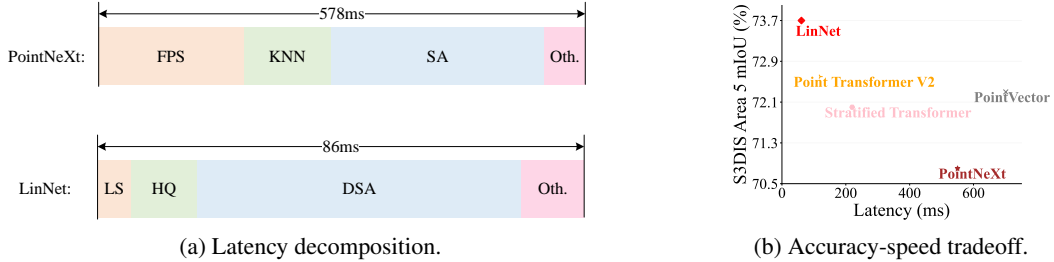 578ms
PointNeXt:
FPS
KNN
SA
Oth.
86ms
LinNet:
LS
HQ
DSA
Oth.
(a) Latency decomposition.
S3DIS Area 5 mIoU (%)
73.7
72.9
72.1
71.3
70.5
LinNet
Point Transformer V2
PointVector
Stratified Transformer
PointNeXt
0
200
400
600
Latency (ms)
(b) Accuracy-speed tradeoff.